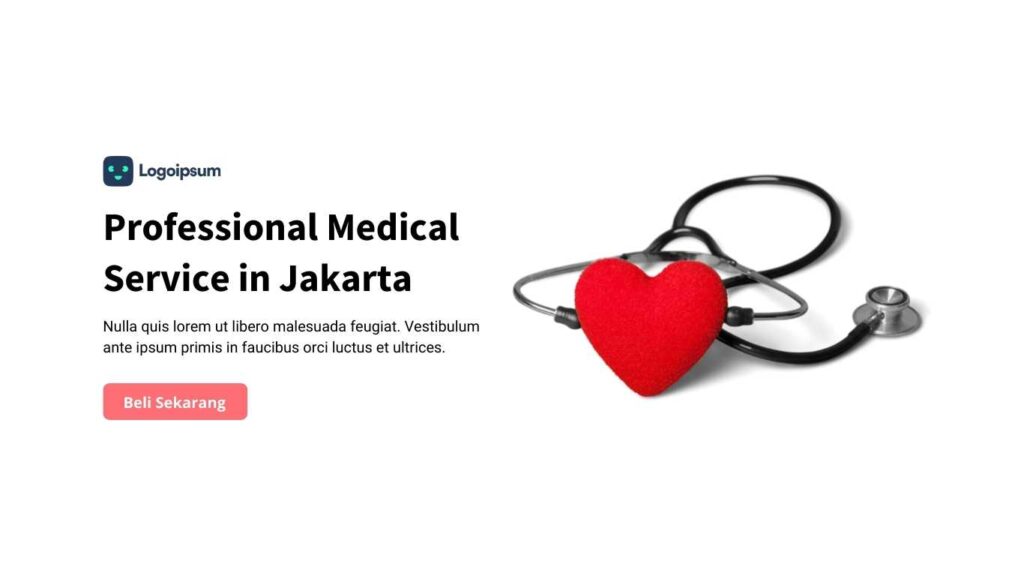 Logoipsum
Professional Medical
Service in Jakarta
Nulla quis lorem ut libero malesuada feugiat. Vestibulum
ante ipsum primis in faucibus orci luctus et ultrices.
Beli Sekarang